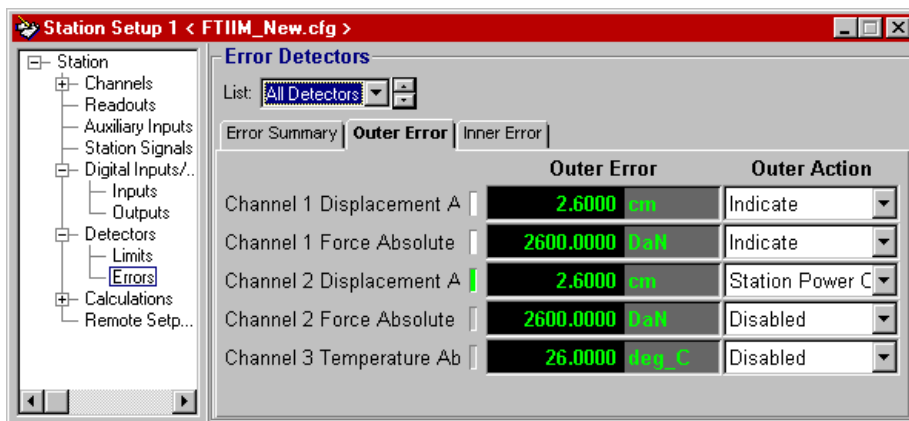 Station Setup 1 < FTIIM_New.cfg >
Station
Channels
Readouts
Auxiliary Inputs
Station Signals
Digital Inputs/..
Inputs
Outputs
Detectors
Limits
Errors
Calculations
Remote Setp...
Error Detectors
List: All Detectors
Error Summary Outer Error Inner Error
Outer Error Outer Action
Channel 1 Displacement A 2.6000 cm Indicate
Channel 1 Force Absolute 2600.0000 DaN Indicate
Channel 2 Displacement A 2.6000 cm Station Power O
Channel 2 Force Absolute 2600.0000 DaN Disabled
Channel 3 Temperature Ab 26.0000 deg_C Disabled